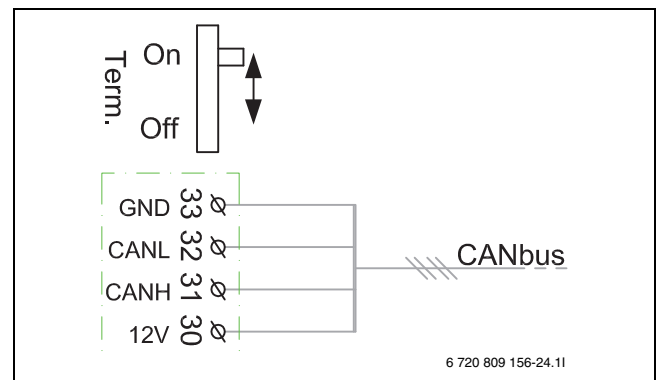 On
Term.
Off
GND 33
CANL 32
CANH 31
12V 30
CANbus
6 720 809 156-24.1I